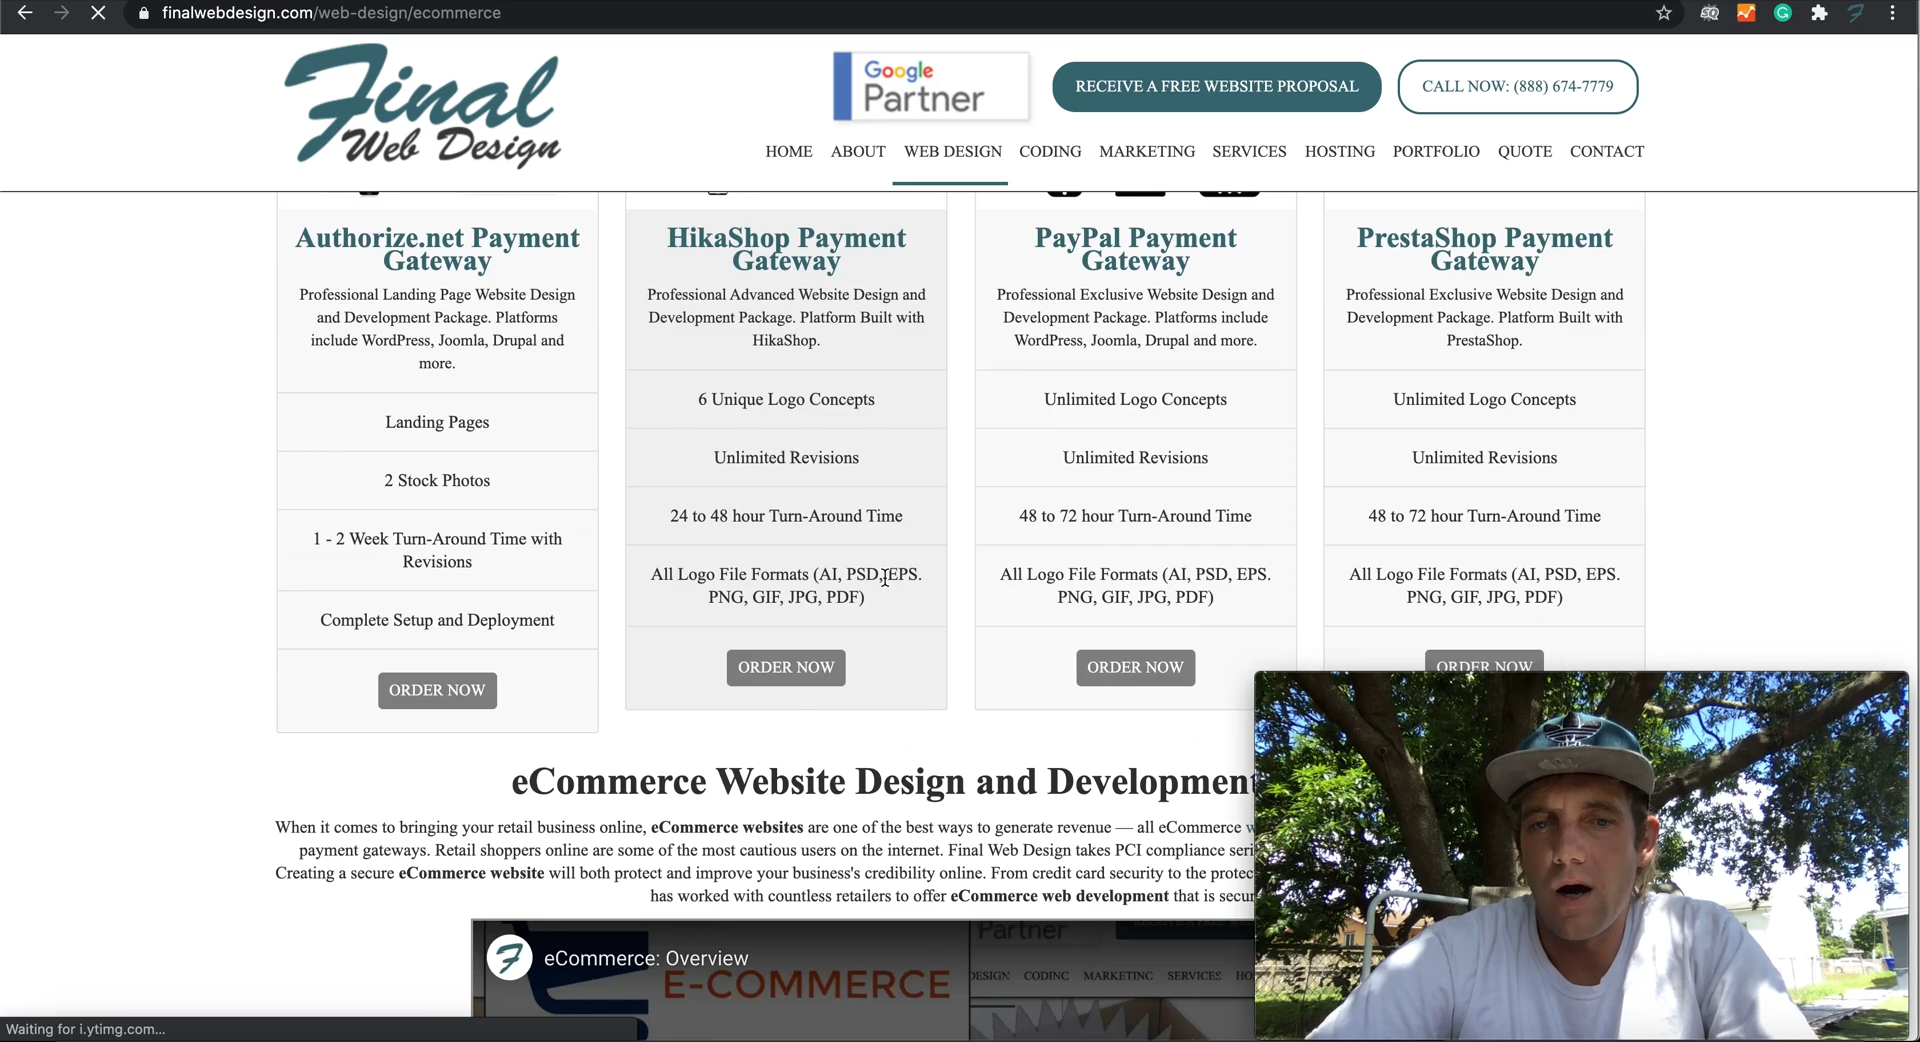 finalwebdesign.com/web-design/ecommerce
Final
Web Design
Google
Partner
RECEIVE A FREE WEBSITE PROPOSAL
CALL NOW: (888) 674-7779
HOME ABOUT WEB DESIGN CODING MARKETING SERVICES HOSTING PORTFOLIO QUOTE CONTACT
Authorize.net Payment
Gateway
Professional Landing Page Website Design
and Development Package. Platforms
include WordPress, Joomla, Drupal and
more.
Landing Pages
2 Stock Photos
1 - 2 Week Turn-Around Time with
Revisions
Complete Setup and Deployment
ORDER NOW
HikaShop Payment
Gateway
Professional Advanced Website Design and
Development Package. Platform Built with
HikaShop.
6 Unique Logo Concepts
Unlimited Revisions
24 to 48 hour Turn-Around Time
All Logo File Formats (AI, PSD, EPS.
PNG, GIF, JPG, PDF)
ORDER NOW
PayPal Payment
Gateway
Professional Exclusive Website Design and
Development Package. Platforms include
WordPress, Joomla, Drupal and more.
Unlimited Logo Concepts
Unlimited Revisions
48 to 72 hour Turn-Around Time
All Logo File Formats (AI, PSD, EPS.
PNG, GIF, JPG, PDF)
ORDER NOW
PrestaShop Payment
Gateway
Professional Exclusive Website Design and
Development Package. Platform Built with
PrestaShop.
Unlimited Logo Concepts
Unlimited Revisions
48 to 72 hour Turn-Around Time
All Logo File Formats (AI, PSD, EPS.
PNG, GIF, JPG, PDF)
ORDER NOW
eCommerce Website Design and Development
When it comes to bringing your retail business online, eCommerce websites are one of the best ways to generate revenue — all eCommerce
payment gateways. Retail shoppers online are some of the most cautious users on the internet. Final Web Design takes PCI compliance
Creating a secure eCommerce website will both protect and improve your business's credibility online. From credit card security to the
has worked with countless retailers to offer eCommerce web development that is
eCommerce: Overview
E-COMMERCE
Partner
DESIGN CODING MARKETING SERVICES
Waiting for i.ytimg.com...